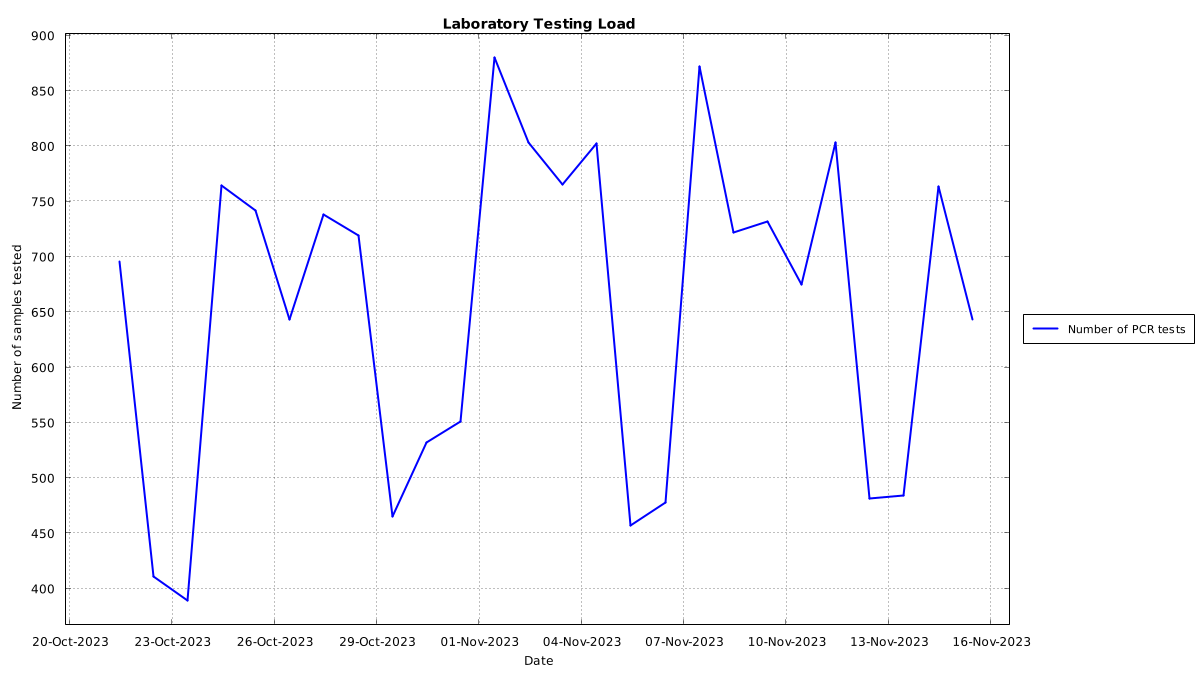 Laboratory Testing Load
900
850
800
750
700
650
600
550
500
450
400
Number of samples tested
20-Oct-2023 23-Oct-2023 26-Oct-2023 29-Oct-2023 01-Nov-2023 04-Nov-2023 07-Nov-2023 10-Nov-2023 13-Nov-2023 16-Nov-2023
Date
Number of PCR tests